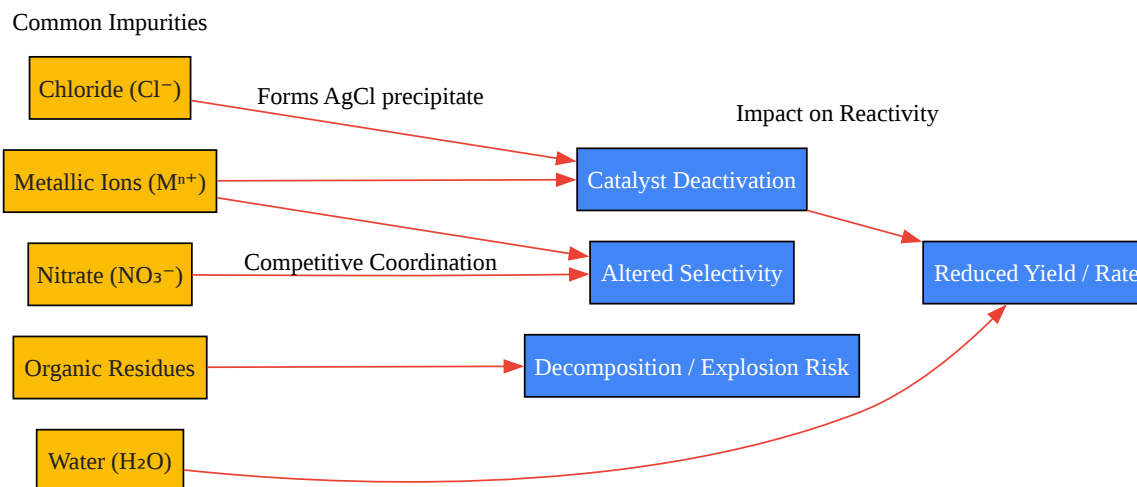 Common Impurities
Chloride (Cl⁻)
Forms AgCl precipitate
Impact on Reactivity
Metallic Ions (Mⁿ⁺)
Catalyst Deactivation
Nitrate (NO₃⁻)
Competitive Coordination
Altered Selectivity
Reduced Yield / Rate
Organic Residues
Decomposition / Explosion Risk
Water (H₂O)